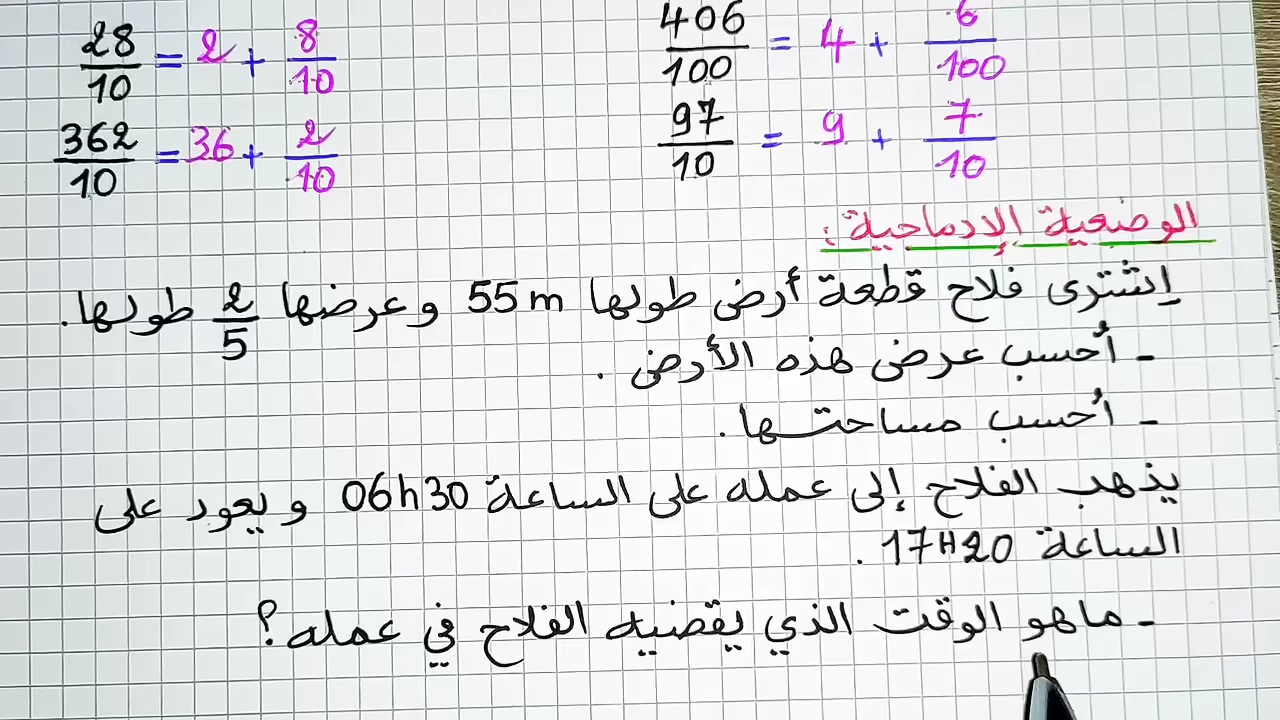 28/10 = 2 + 8/10
406/100 = 4 + 6/100
362/10 = 36 + 2/10
97/10 = 9 + 7/10
الوضعية الإدماجية :
إشترى فلاح قطعة أرض طولها 55m وعرضها 2/5 طولها.
- أحسب عرض هذه الأرض .
- أحسب مساحتها .
يذهب الفلاح إلى عمله على الساعة 06h30 ويعود على
الساعة 17H20 .
- ماهو الوقت الذي يقضيه الفلاح في عمله ؟